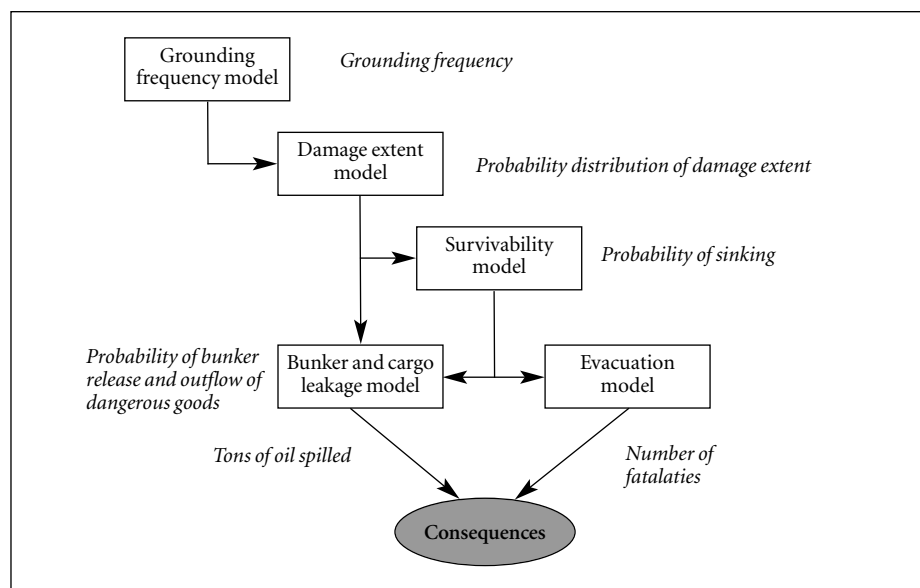 Grounding
frequency model
Grounding frequency
Damage extent
model
Probability distribution of damage extent
Survivability
model
Probability of sinking
Probability of bunker
release and outflow of
dangerous goods
Bunker and cargo
leakage model
Evacuation
model
Tons of oil spilled
Number of
fatalaties
Consequences